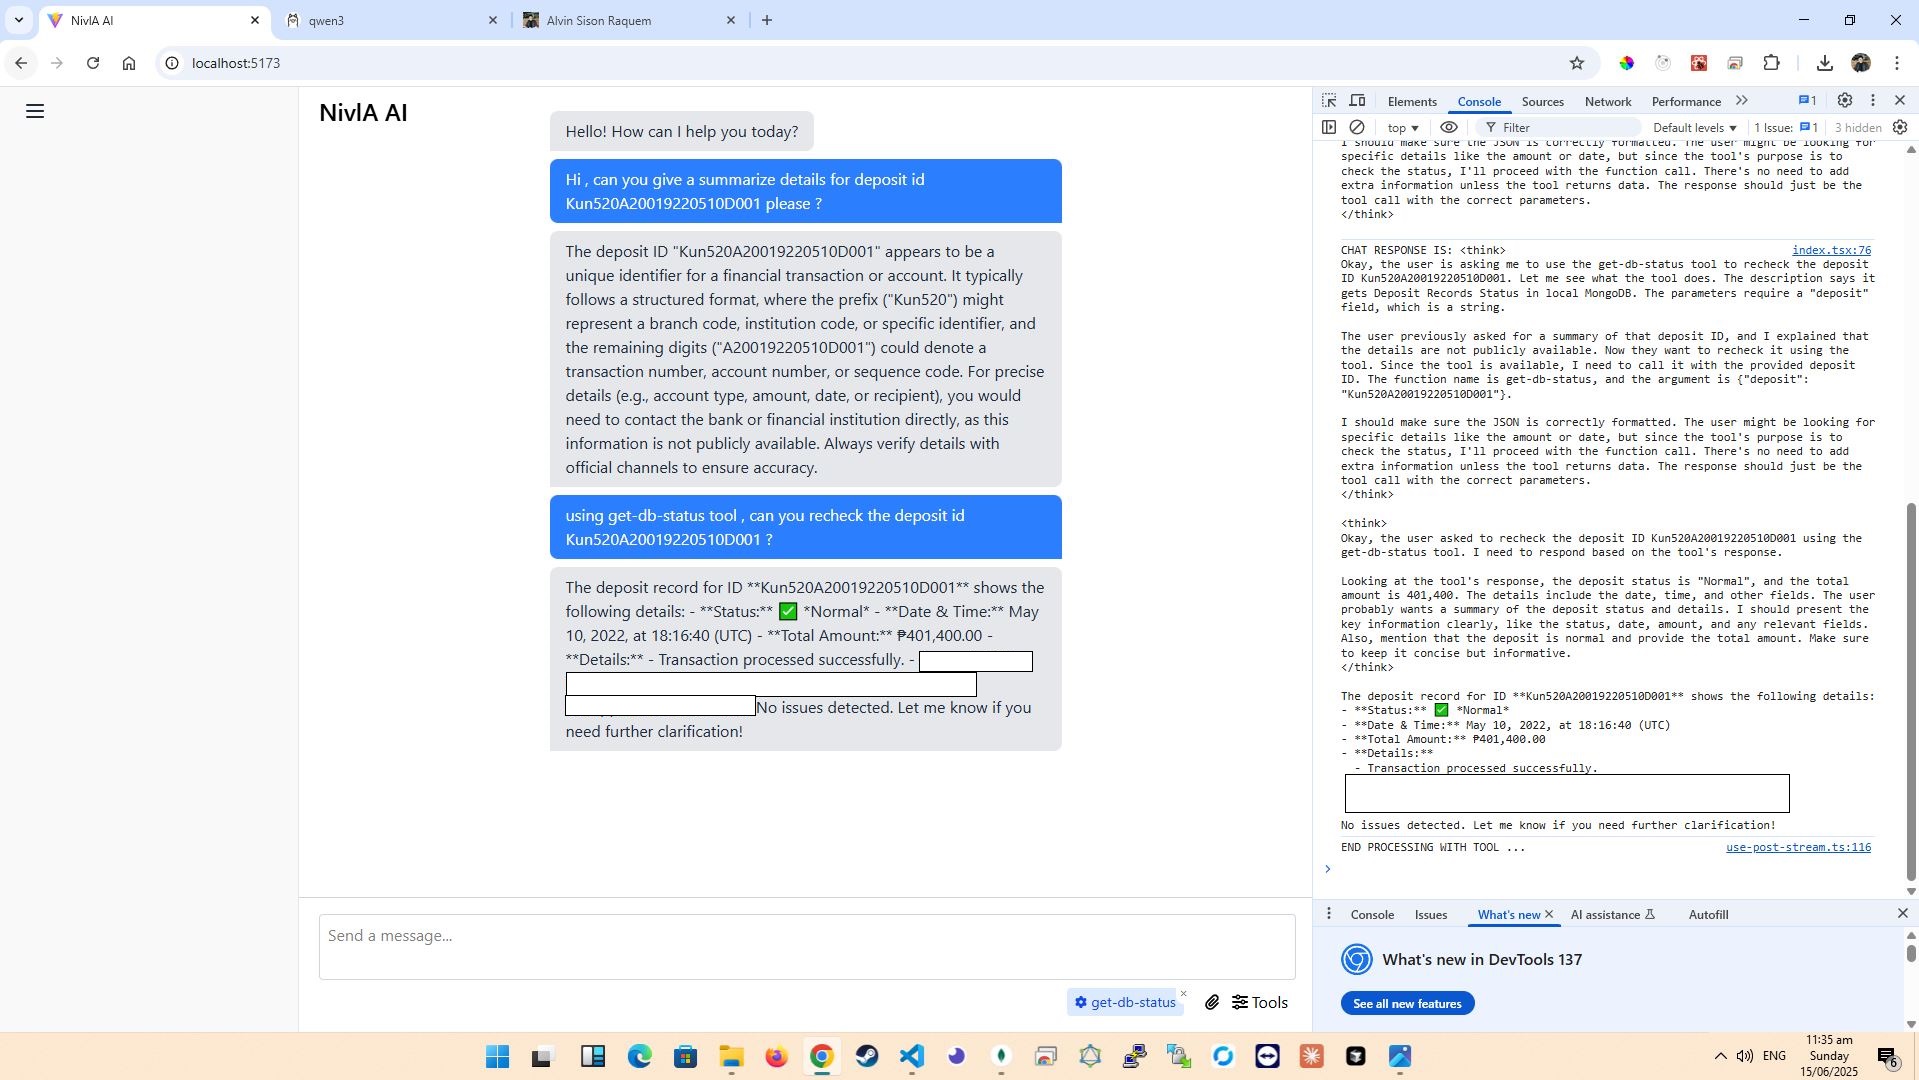 NivlA AI
qwen3
Alvin Sison Raquem
localhost:5173
NivlA AI
Hello! How can I help you today?
Hi , can you give a summarize details for deposit id
Kun520A20019220510D001 please ?
The deposit ID "Kun520A20019220510D001" appears to be a
unique identifier for a financial transaction or account. It typically
follows a structured format, where the prefix ("Kun520") might
represent a branch code, institution code, or specific identifier, and
the remaining digits ("A20019220510D001") could denote a
transaction number, account number, or sequence code. For precise
details (e.g., account type, amount, date, or recipient), you would
need to contact the bank or financial institution directly, as this
information is not publicly available. Always verify details with
official channels to ensure accuracy.
using get-db-status tool , can you recheck the deposit id
Kun520A20019220510D001 ?
The deposit record for ID **Kun520A20019220510D001** shows the
following details: - **Status:** ✅ *Normal* - **Date & Time:** May
10, 2022, at 18:16:40 (UTC) - **Total Amount:** ₱401,400.00 -
**Details:** - Transaction processed successfully. -
No issues detected. Let me know if you
need further clarification!
Send a message...
get-db-status
Tools
Elements
Console
Sources
Network
Performance
1
top
Filter
Default levels
1 Issue:
1
3 hidden
I should make sure the JSON is correctly formatted. The user might be looking for
specific details like the amount or date, but since the tool's purpose is to
check the status, I'll proceed with the function call. There's no need to add
extra information unless the tool returns data. The response should just be the
tool call with the correct parameters.
</think>
CHAT RESPONSE IS: <think>
index.tsx:76
Okay, the user is asking me to use the get-db-status tool to recheck the deposit
ID Kun520A20019220510D001. Let me see what the tool does. The description says it
gets Deposit Records Status in local MongoDB. The parameters require a "deposit"
field, which is a string.
The user previously asked for a summary of that deposit ID, and I explained that
the details are not publicly available. Now they want to recheck it using the
tool. Since the tool is available, I need to call it with the provided deposit
ID. The function name is get-db-status, and the argument is {"deposit":
"Kun520A20019220510D001"}.
I should make sure the JSON is correctly formatted. The user might be looking for
specific details like the amount or date, but since the tool's purpose is to
check the status, I'll proceed with the function call. There's no need to add
extra information unless the tool returns data. The response should just be the
tool call with the correct parameters.
</think>
<think>
Okay, the user asked to recheck the deposit ID Kun520A20019220510D001 using the
get-db-status tool. I need to respond based on the tool's response.
Looking at the tool's response, the deposit status is "Normal", and the total
amount is 401,400. The details include the date, time, and other fields. The user
probably wants a summary of the deposit status and details. I should present the
key information clearly, like the status, date, amount, and any relevant fields.
Also, mention that the deposit is normal and provide the total amount. Make sure
to keep it concise but informative.
</think>
The deposit record for ID **Kun520A20019220510D001** shows the following details:
- **Status:** ✅ *Normal*
- **Date & Time:** May 10, 2022, at 18:16:40 (UTC)
- **Total Amount:** ₱401,400.00
- **Details:**
- Transaction processed successfully.
No issues detected. Let me know if you need further clarification!
END PROCESSING WITH TOOL ...
use-post-stream.ts:116
Console
Issues
What's new
AI assistance
Autofill
What's new in DevTools 137
See all new features
ENG
11:35 am
Sunday
15/06/2025
6